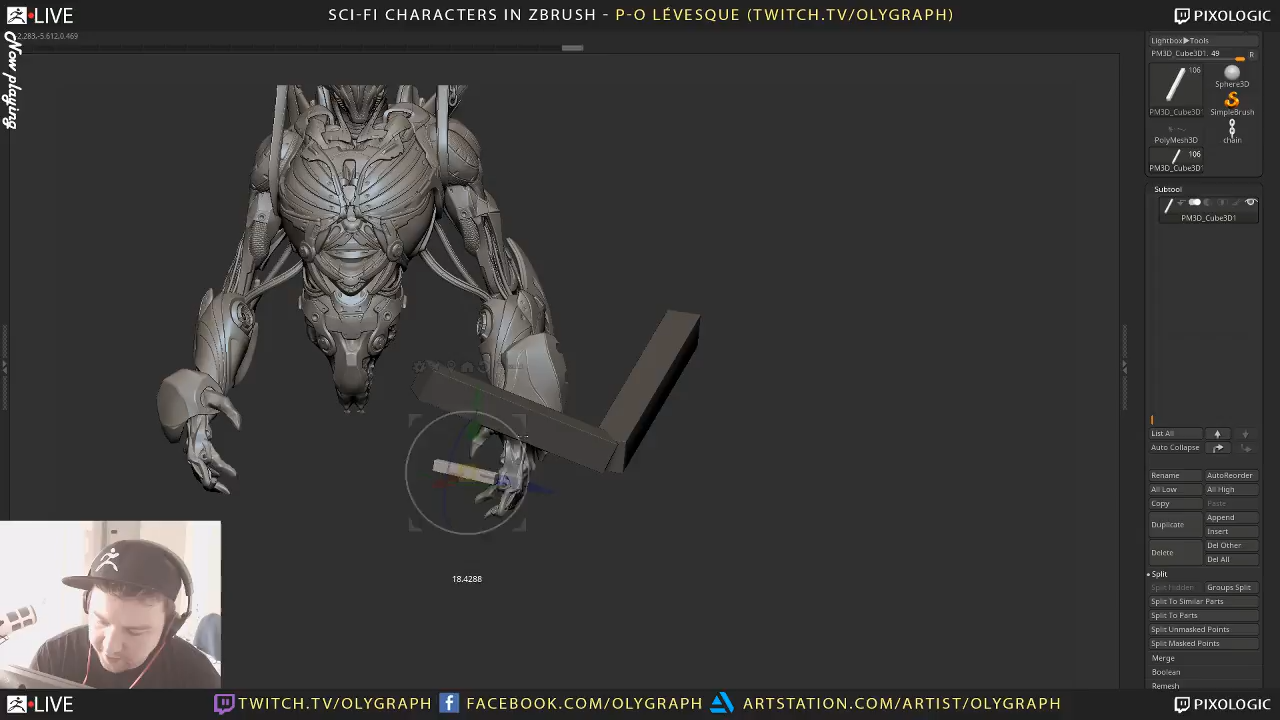 LIVE
SCI-FI CHARACTERS IN ZBRUSH - P-O LÉVESQUE (TWITCH.TV/OLYGRAPH)
PIXOLOGIC
Now playing
Lightbox▶Tools
PM3D_Cube3D1. 49
R
106
Sphere3D
PM3D_Cube3D1
SimpleBrush
PolyMesh3D
chain
106
PM3D_Cube3D1
Subtool
PM3D_Cube3D1
List All
Auto Collapse
Rename
AutoReorder
All Low
All High
Copy
Paste
Duplicate
Append
Insert
Delete
Del Other
Del All
Split
Split Hidden
Groups Split
Split To Similar Parts
Split To Parts
Split Unmasked Points
Split Masked Points
Merge
Boolean
Remesh
18.4288
LIVE
TWITCH.TV/OLYGRAPH
FACEBOOK.COM/OLYGRAPH
ARTSTATION.COM/ARTIST/OLYGRAPH
PIXOLOGIC